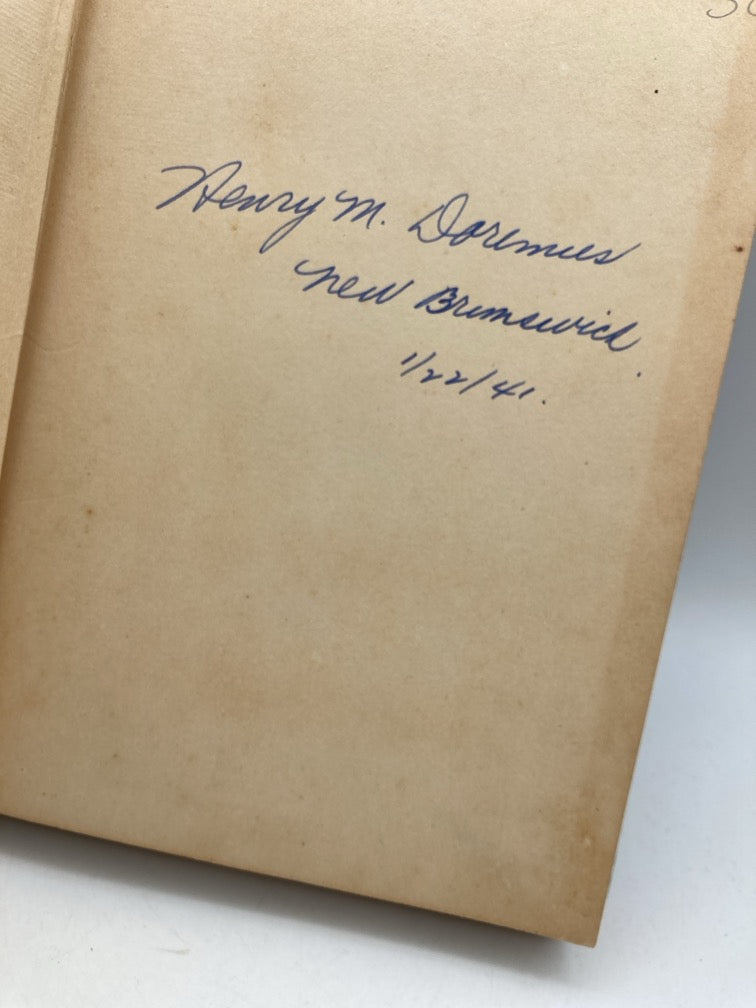 Henry M. Doremus
New Brunswick.
1/22/41.